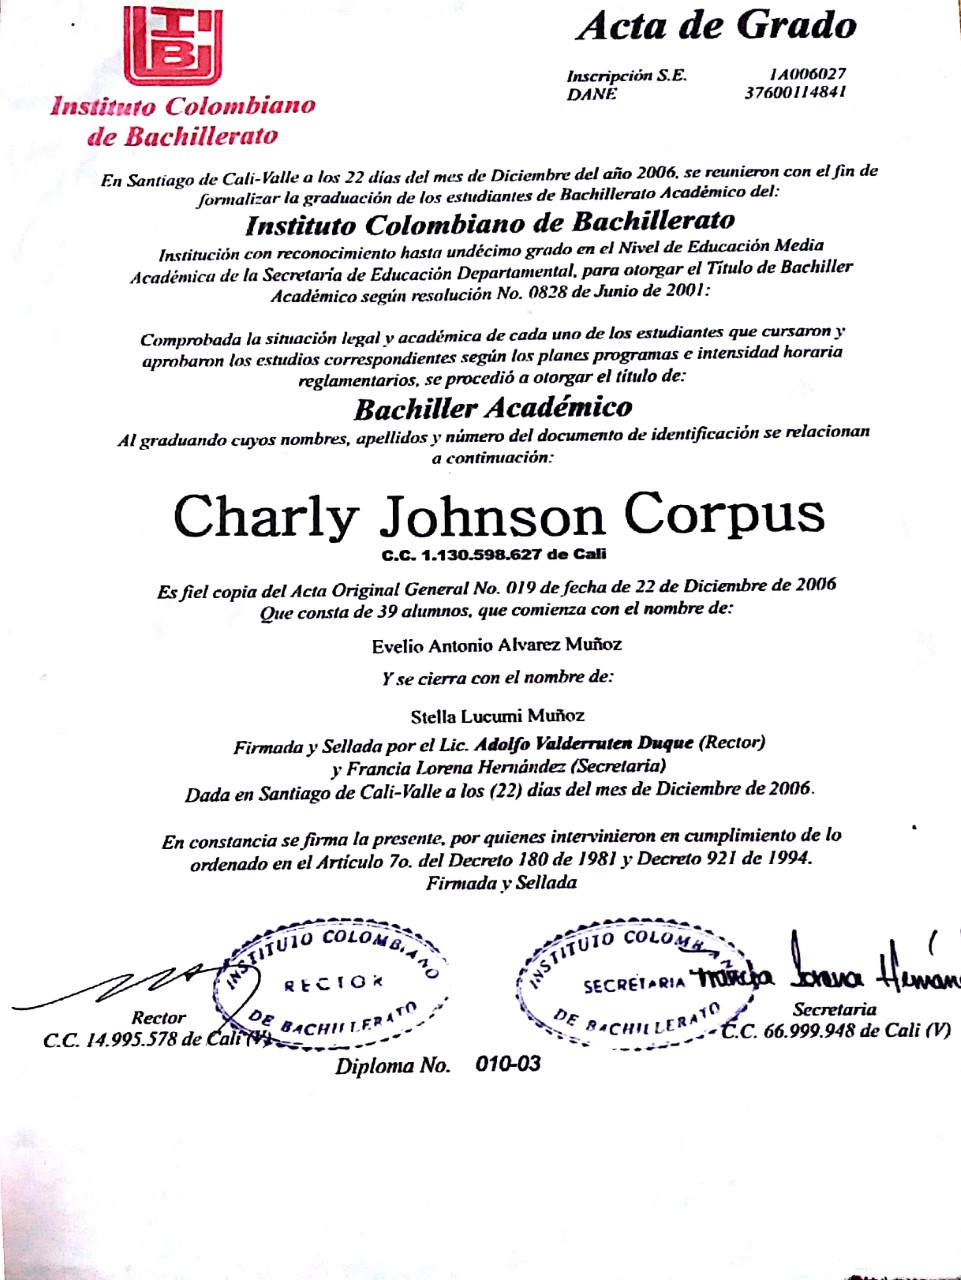 Acta de Grado
Inscripción S.E. 1A006027
DANE 37600114841
ICB
Instituto Colombiano
de Bachillerato
En Santiago de Cali-Valle a los 22 días del mes de Diciembre del año 2006, se reunieron con el fin de
formalizar la graduación de los estudiantes de Bachillerato Académico del:
Instituto Colombiano de Bachillerato
Institución con reconocimiento hasta undécimo grado en el Nivel de Educación Media
Académica de la Secretaría de Educación Departamental, para otorgar el Título de Bachiller
Académico según resolución No. 0828 de Junio de 2001:
Comprobada la situación legal y académica de cada uno de los estudiantes que cursaron y
aprobaron los estudios correspondientes según los planes programas e intensidad horaria
reglamentarios, se procedió a otorgar el título de:
Bachiller Académico
Al graduando cuyos nombres, apellidos y número del documento de identificación se relacionan
a continuación:
Charly Johnson Corpus
C.C. 1.130.598.627 de Cali
Es fiel copia del Acta Original General No. 019 de fecha de 22 de Diciembre de 2006
Que consta de 39 alumnos, que comienza con el nombre de:
Evelio Antonio Alvarez Muñoz
Y se cierra con el nombre de:
Stella Lucumi Muñoz
Firmada y Sellada por el Lic. Adolfo Valderruten Duque (Rector)
y Francia Lorena Hernández (Secretaria)
Dada en Santiago de Cali-Valle a los (22) días del mes de Diciembre de 2006.
En constancia se firma la presente, por quienes intervinieron en cumplimiento de lo
ordenado en el Artículo 7o. del Decreto 180 de 1981 y Decreto 921 de 1994.
Firmada y Sellada
INSTITUTO COLOMBIANO
RECTOR
DE BACHILLERATO
INSTITUTO COLOMBIANO
SECRETARIA
DE BACHILLERATO
Francia Lorena Hernán
Rector
C.C. 14.995.578 de Cali (V)
Secretaria
C.C. 66.999.948 de Cali (V)
Diploma No. 010-03